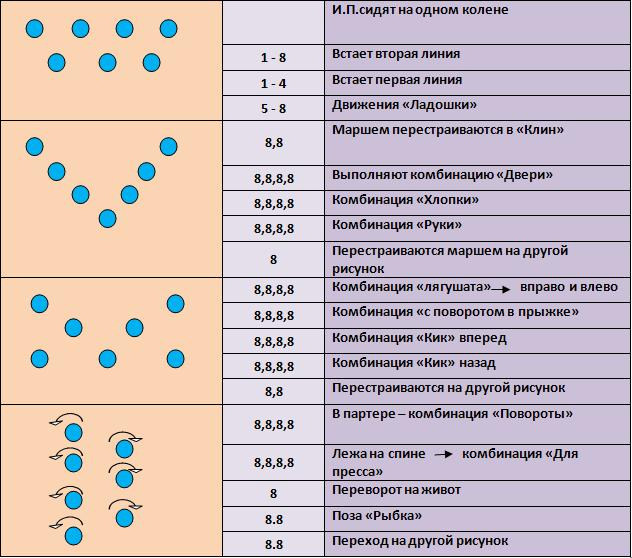 И.П.сидят на одном колене
1 - 8 Встает вторая линия
1 - 4 Встает первая линия
5 - 8 Движения «Ладошки»
8,8 Маршем перестраиваются в «Клин»
8,8,8,8 Выполняют комбинацию «Двери»
8,8,8,8 Комбинация «Хлопки»
8,8,8,8 Комбинация «Руки»
8 Перестраиваются маршем на другой
рисунок
8,8,8,8 Комбинация «лягушата» вправо и влево
8,8,8,8 Комбинация «с поворотом в прыжке»
8,8,8,8 Комбинация «Кик» вперед
8,8,8,8 Комбинация «Кик» назад
8,8 Перестраиваются на другой рисунок
8,8,8,8 В партере – комбинация «Повороты»
8,8,8,8 Лежа на спине комбинация «Для
пресса»
8 Переворот на живот
8.8 Поза «Рыбка»
8.8 Переход на другой рисунок